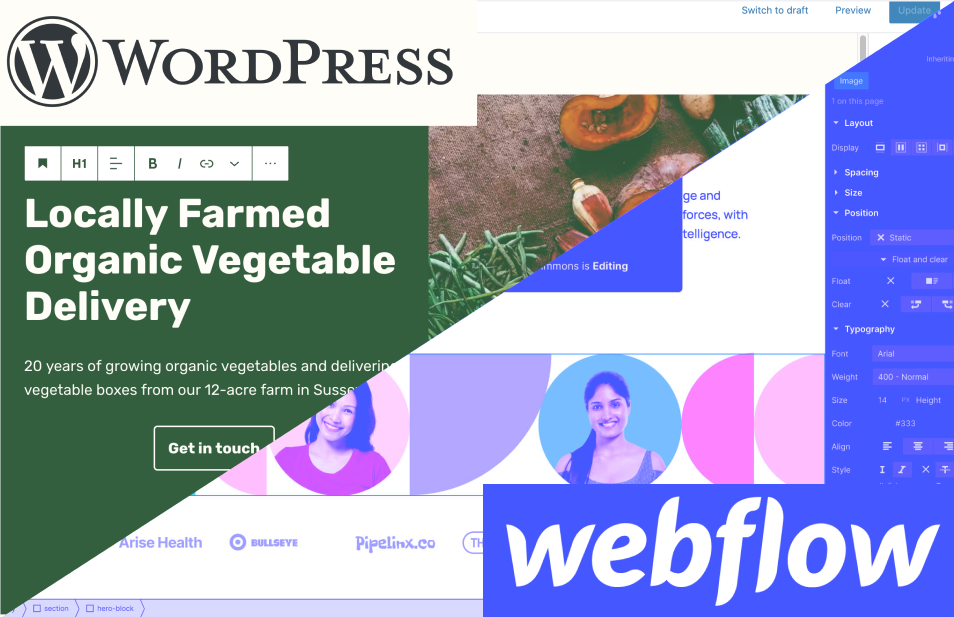 WORDPRESS
Switch to draft
Preview
Update
Inheritin
Image
1 on this page
Layout
Display
Spacing
Size
Position
Position
Static
Float and clear
Float
Clear
Typography
Font
Arial
Weight
400 - Normal
Size
14
PX
Height
Color
#333
Align
Style
H1
B
I
Locally Farmed
Organic Vegetable
Delivery
20 years of growing organic vegetables and deliverin
vegetable boxes from our 12-acre farm in Susse
Get in touch
ge and
forces, with
telligence.
mmons is Editing
Arise Health
BULLSEYE
Pipelinx.co
TH
section
hero-block
webflow